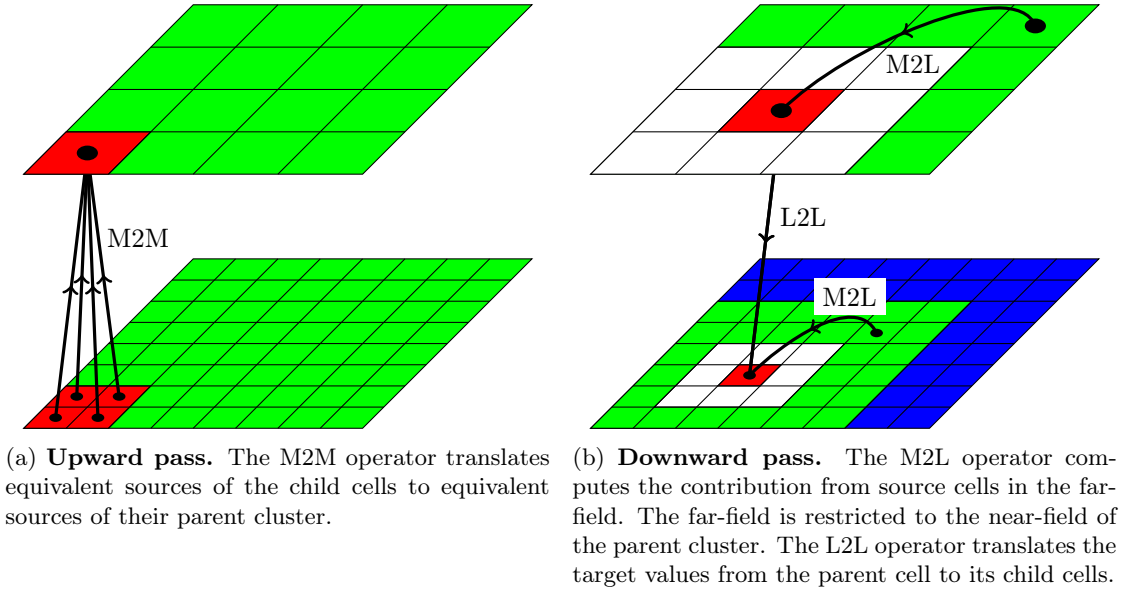 M2M
(a) Upward pass. The M2M operator translates
equivalent sources of the child cells to equivalent
sources of their parent cluster.
M2L
L2L
M2L
(b) Downward pass. The M2L operator com-
putes the contribution from source cells in the far-
field. The far-field is restricted to the near-field of
the parent cluster. The L2L operator translates the
target values from the parent cell to its child cells.